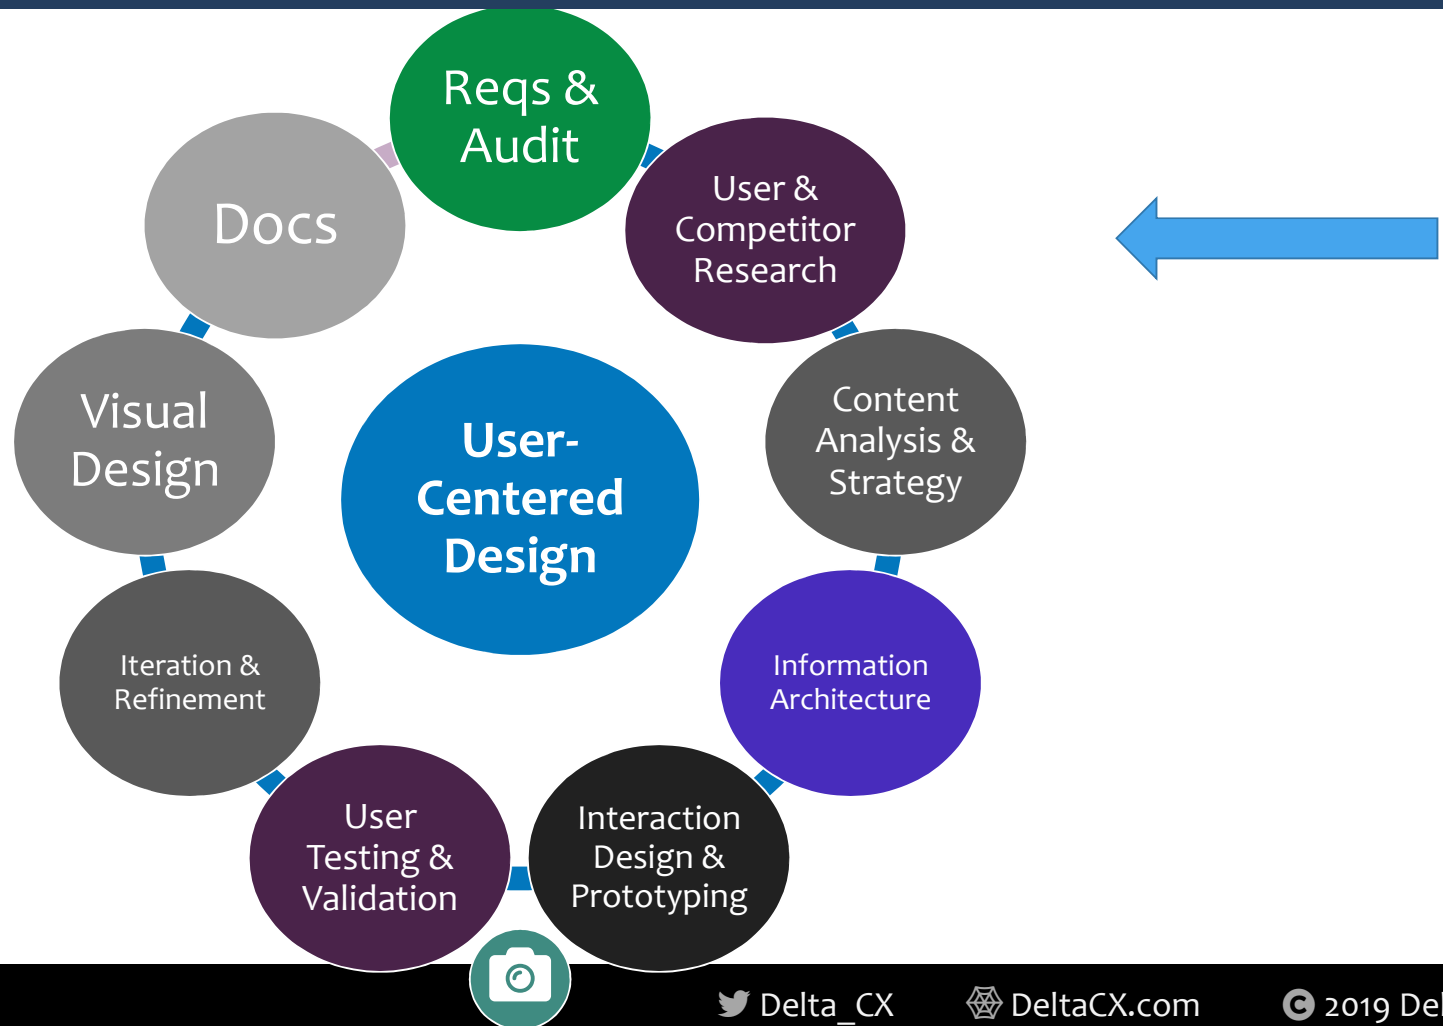 Reqs &
Audit
User &
Competitor
Research
Content
Analysis &
Strategy
Information
Architecture
Interaction
Design &
Prototyping
User
Testing &
Validation
Iteration &
Refinement
Visual
Design
Docs
User-
Centered
Design
Delta_CX
DeltaCX.com
© 2019